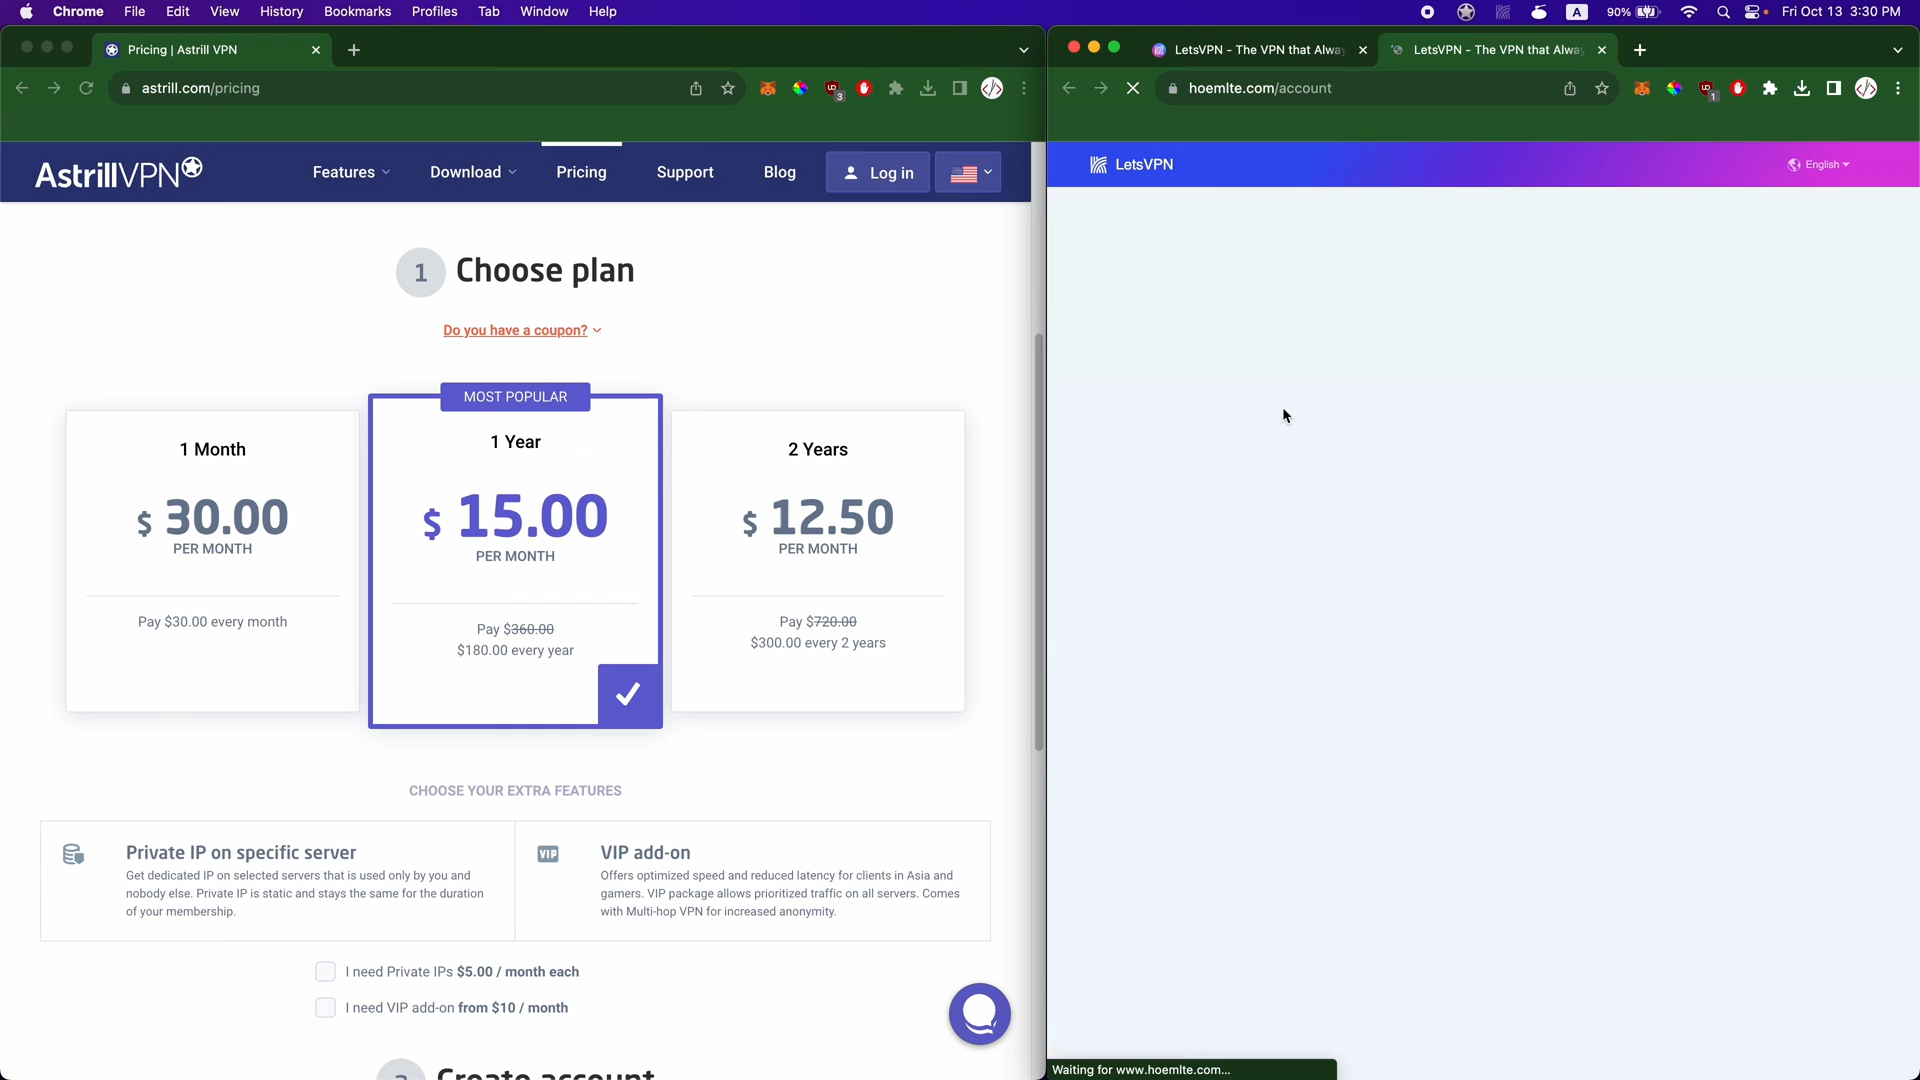 Chrome File Edit View History Bookmarks Profiles Tab Window Help
A 90% Fri Oct 13 3:30 PM
Pricing | Astrill VPN
astrill.com/pricing
3
AstrillVPN
Features
Download
Pricing
Support
Blog
Log in
1 Choose plan
Do you have a coupon?
1 Month
$ 30.00
PER MONTH
Pay $30.00 every month
MOST POPULAR
1 Year
$ 15.00
PER MONTH
Pay $360.00
$180.00 every year
2 Years
$ 12.50
PER MONTH
Pay $720.00
$300.00 every 2 years
CHOOSE YOUR EXTRA FEATURES
Private IP on specific server
Get dedicated IP on selected servers that is used only by you and
nobody else. Private IP is static and stays the same for the duration
of your membership.
VIP
VIP add-on
Offers optimized speed and reduced latency for clients in Asia and
gamers. VIP package allows prioritized traffic on all servers. Comes
with Multi-hop VPN for increased anonymity.
I need Private IPs $5.00 / month each
I need VIP add-on from $10 / month
Create account
LetsVPN - The VPN that Alwa
LetsVPN - The VPN that Alwa
hoemlte.com/account
1
LetsVPN
English
Waiting for www.hoemlte.com...